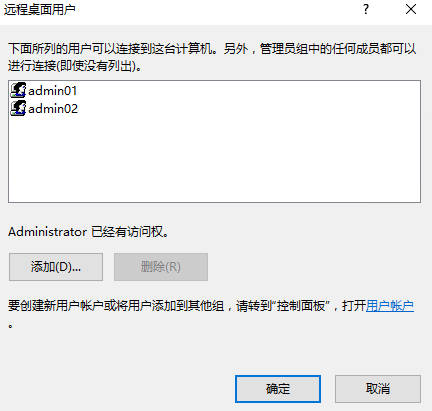 远程桌面用户
?
下面所列的用户可以连接到这台计算机。另外，管理员组中的任何成员都可以
进行连接(即使没有列出)。
admin01
admin02
Administrator 已经有访问权。
添加(D)... 删除(R)
要创建新用户帐户或将用户添加到其他组，请转到“控制面板”，打开用户帐户
。
确定 取消